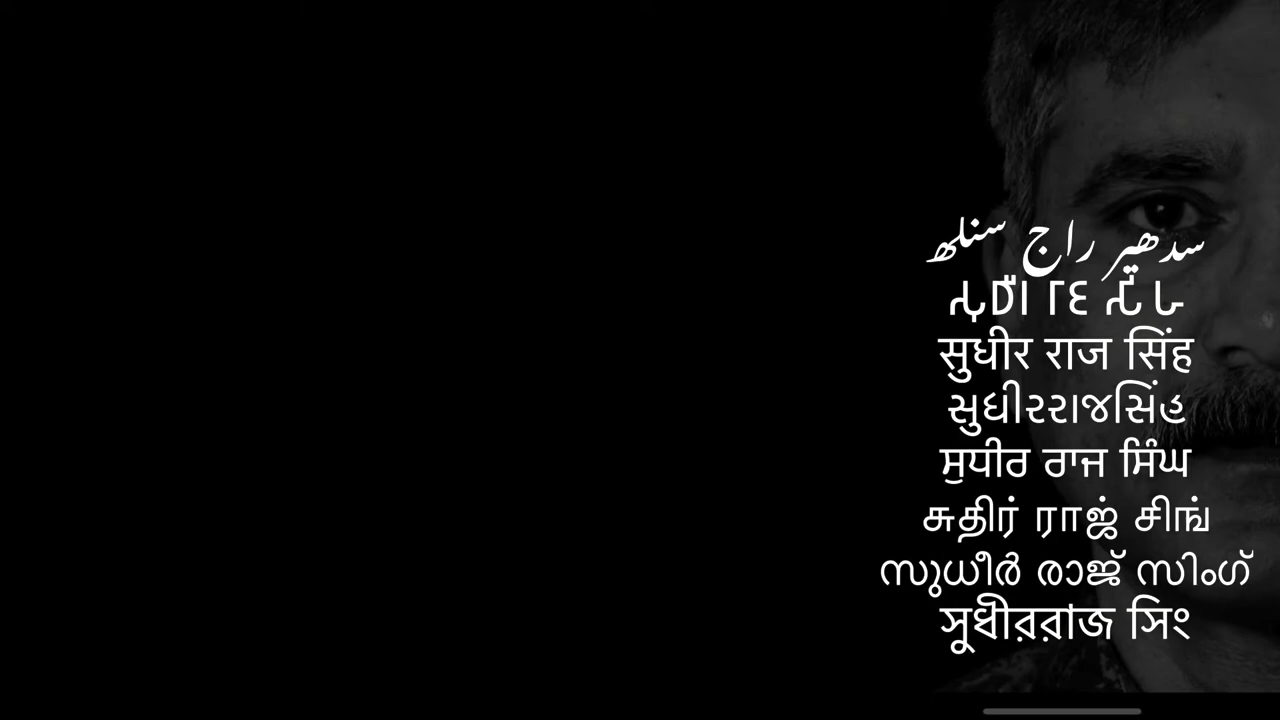 سدھیر راج سنلھ
सुधीर राज सिंह
સુધીરરાજસિંહ
ਸੁਧੀਰ ਰਾਜ ਸਿੰਘ
சுதிர் ராஜ் சிங்
സുധീർ രാജ് സിംഗ്
সুধীররাজ সিং